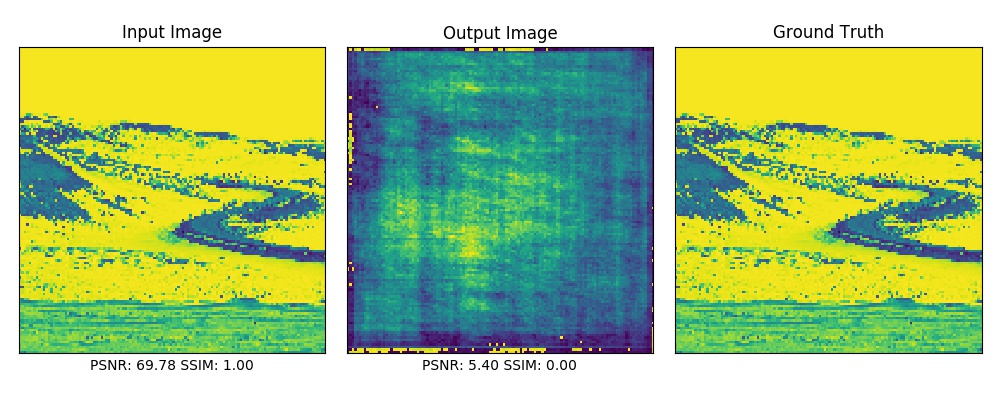 Input Image
Output Image
Ground Truth
PSNR: 69.78 SSIM: 1.00
PSNR: 5.40 SSIM: 0.00